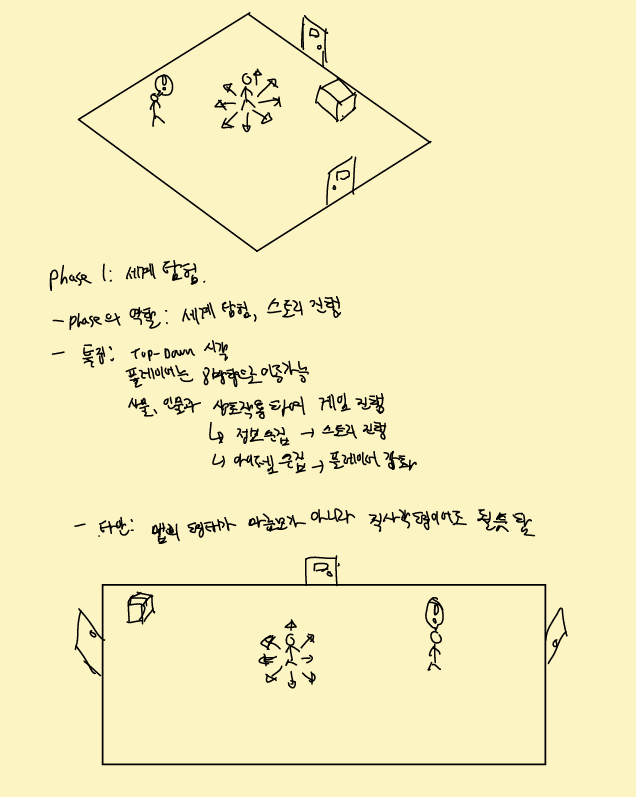 Phase 1: 세계 탐험.
- Phase의 역할: 세계 탐험, 스토리 진행
- 특징: Top-Down 시점
플레이어는 8방향으로 이동가능
사물, 인물과 상호작용 하며 게임 진행
↳ 정보 수집 → 스토리 진행
↳ 아이템 수집 → 플레이어 강화
- 대안: 맵의 형태가 마름모가 아니라 직사각형이어도 될듯 함